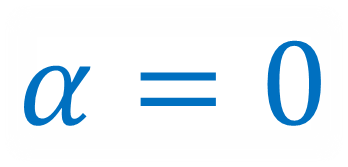 α = 0